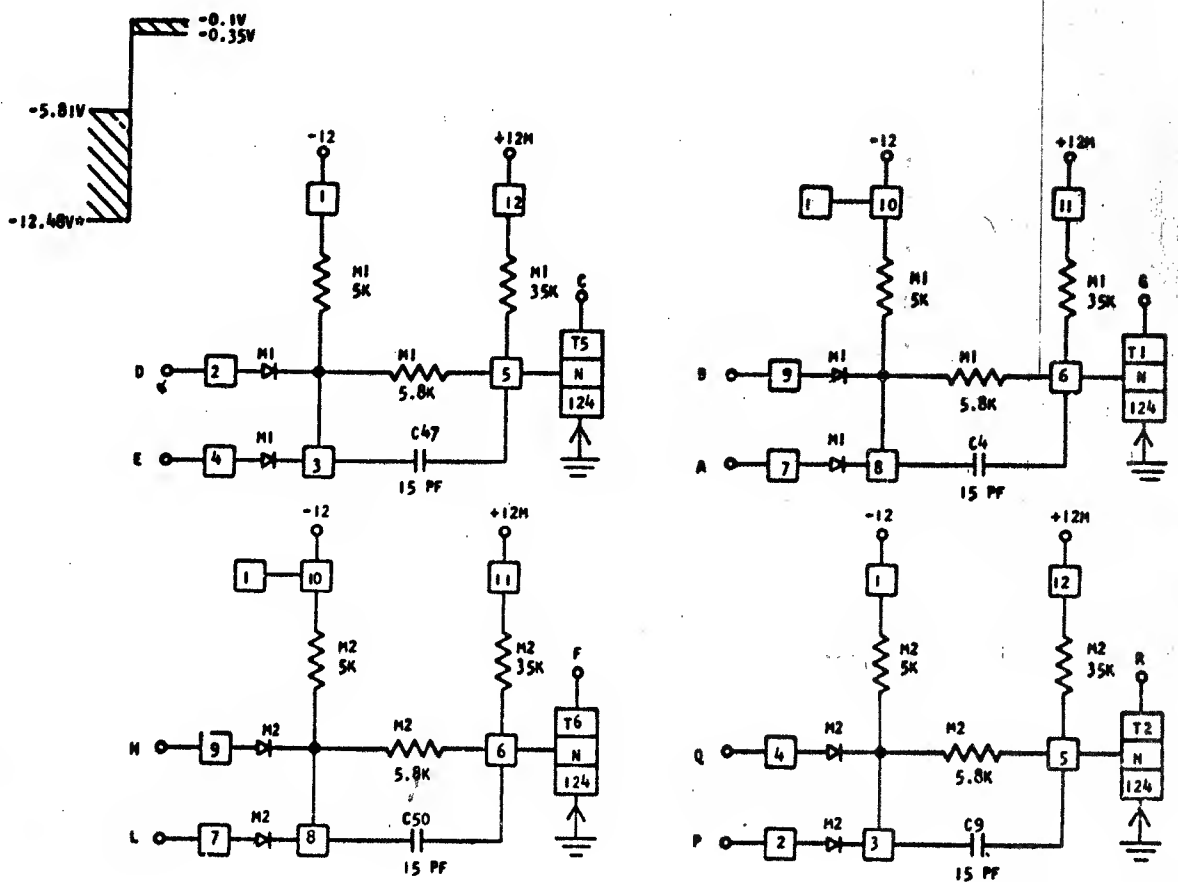 -0.1V
-0.35V
-5.81V
-12.48V*
-12
+12M
1
12
M1
5K
M1
35K
C
T5
N
124
D
2
M1
M1
5.8K
5
E
4
M1
3
C47
15 PF
-12
+12M
1
10
11
M1
5K
M1
35K
G
T1
N
124
B
9
M1
M1
5.8K
6
A
7
M1
8
C4
15 PF
-12
+12M
1
10
11
M2
5K
M2
35K
F
T6
N
124
9
M2
M2
5.8K
6
L
7
M2
8
C50
15 PF
-12
+12M
1
12
M2
5K
M2
35K
R
T2
N
124
Q
4
M2
M2
5.8K
5
P
2
M2
3
C9
15 PF